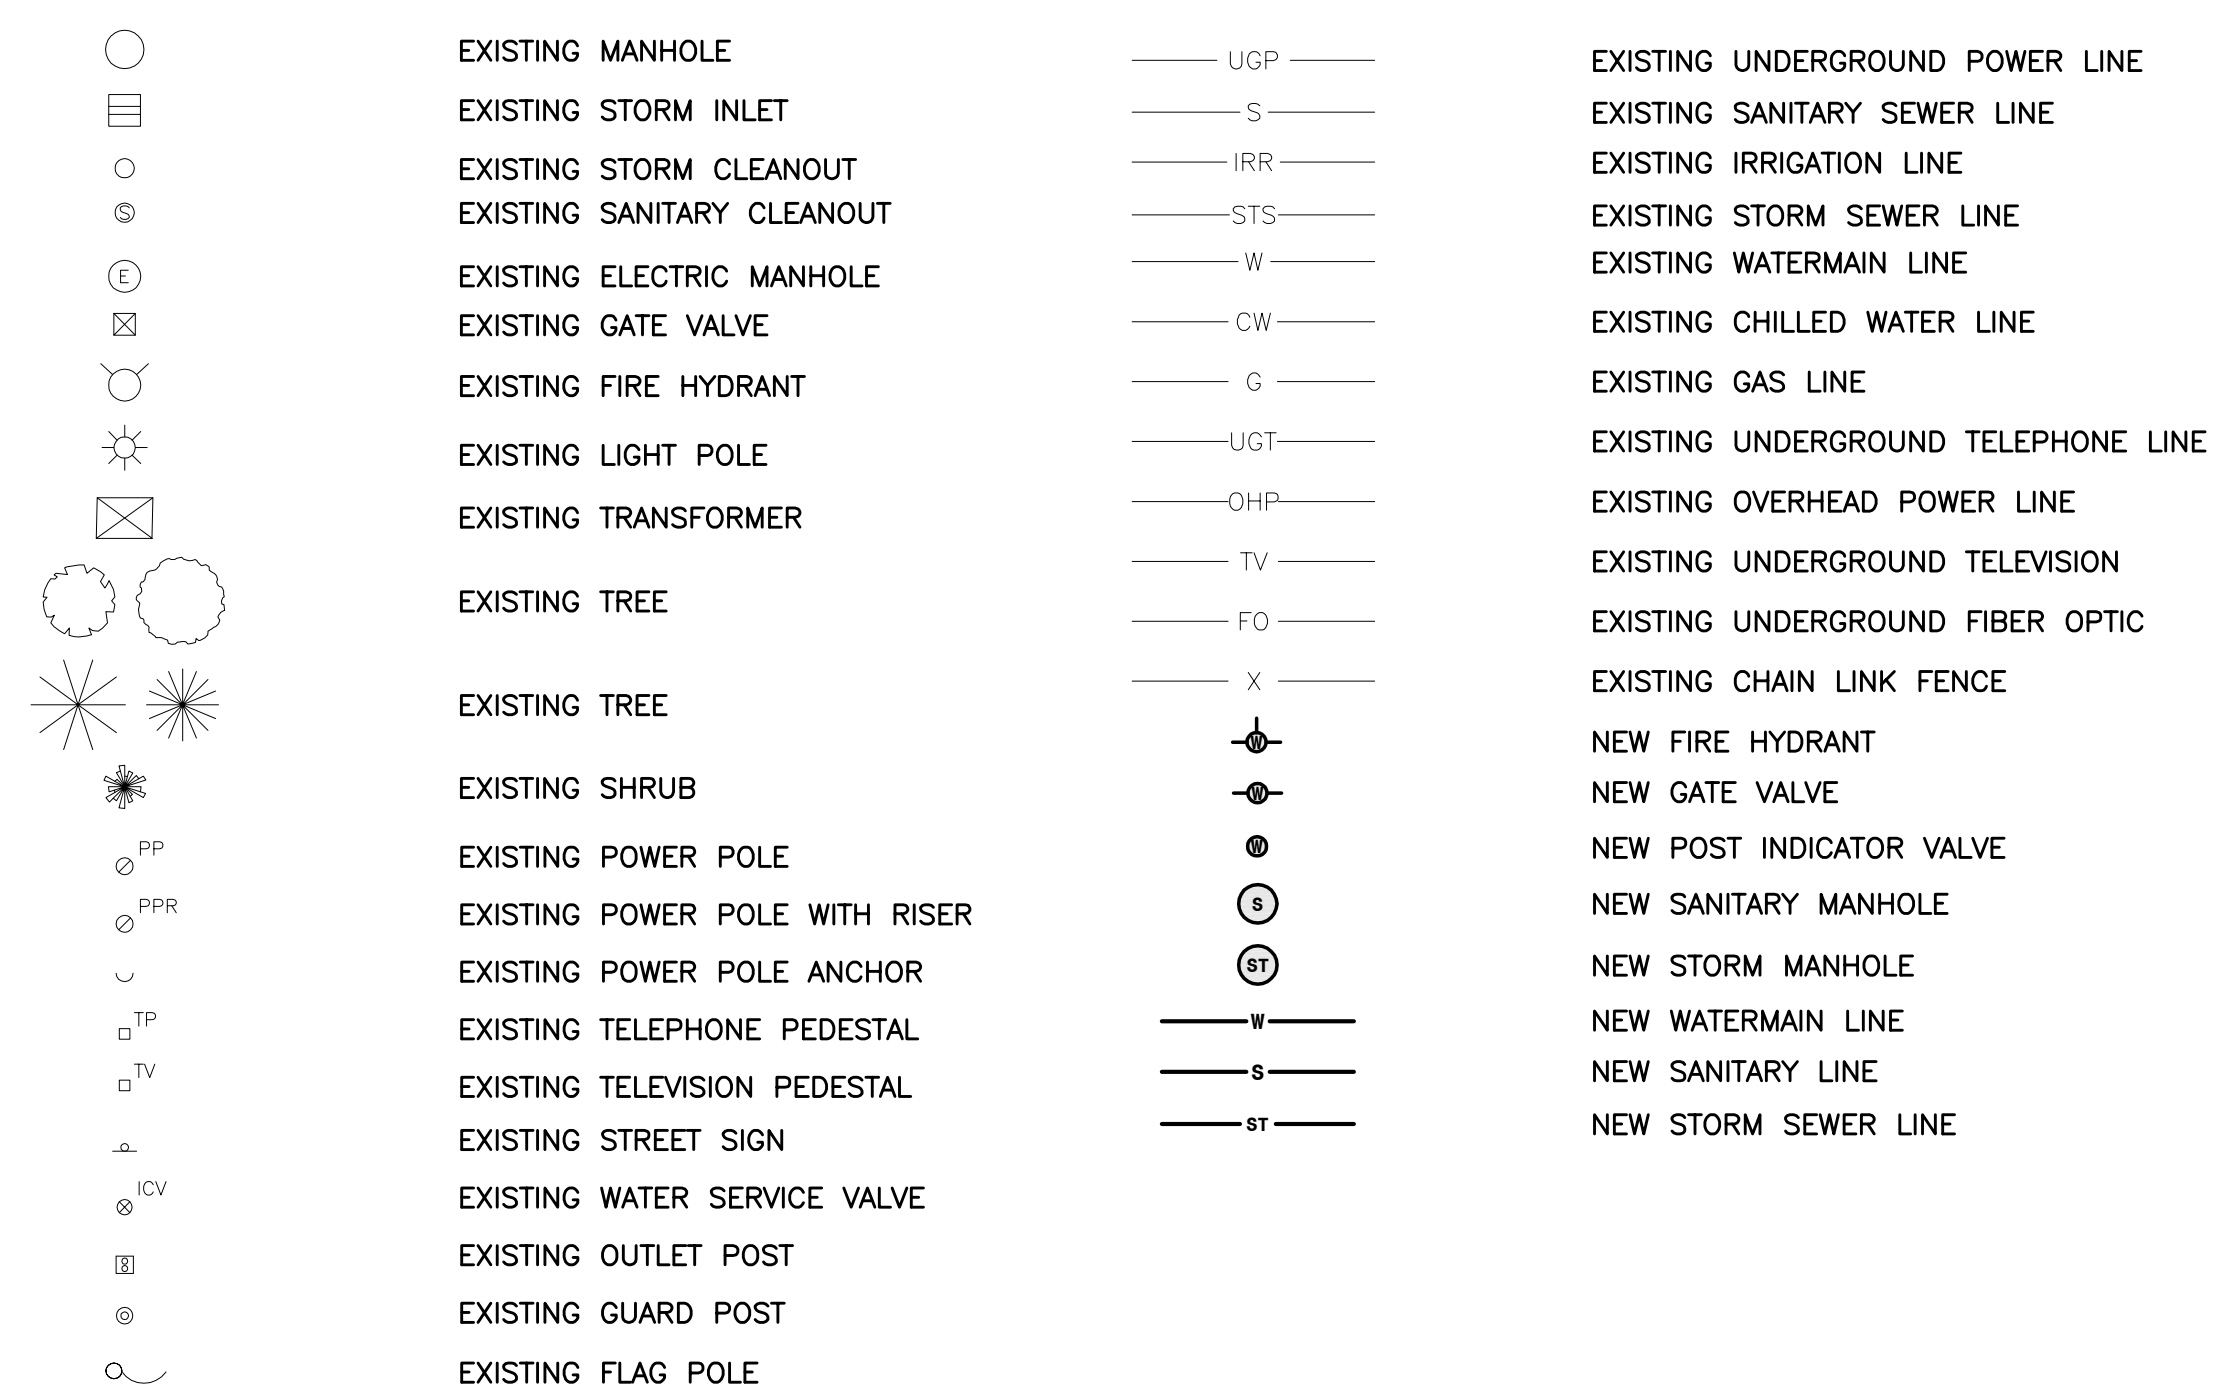 EXISTING MANHOLE
EXISTING STORM INLET
EXISTING STORM CLEANOUT
S EXISTING SANITARY CLEANOUT
E EXISTING ELECTRIC MANHOLE
EXISTING GATE VALVE
EXISTING FIRE HYDRANT
EXISTING LIGHT POLE
EXISTING TRANSFORMER
EXISTING TREE
EXISTING TREE
EXISTING SHRUB
PP EXISTING POWER POLE
PPR EXISTING POWER POLE WITH RISER
EXISTING POWER POLE ANCHOR
TP EXISTING TELEPHONE PEDESTAL
TV EXISTING TELEVISION PEDESTAL
EXISTING STREET SIGN
ICV EXISTING WATER SERVICE VALVE
EXISTING OUTLET POST
EXISTING GUARD POST
EXISTING FLAG POLE
UGP EXISTING UNDERGROUND POWER LINE
S EXISTING SANITARY SEWER LINE
IRR EXISTING IRRIGATION LINE
STS EXISTING STORM SEWER LINE
W EXISTING WATERMAIN LINE
CW EXISTING CHILLED WATER LINE
G EXISTING GAS LINE
UGT EXISTING UNDERGROUND TELEPHONE LINE
OHP EXISTING OVERHEAD POWER LINE
TV EXISTING UNDERGROUND TELEVISION
FO EXISTING UNDERGROUND FIBER OPTIC
X EXISTING CHAIN LINK FENCE
W NEW FIRE HYDRANT
W NEW GATE VALVE
W NEW POST INDICATOR VALVE
S NEW SANITARY MANHOLE
ST NEW STORM MANHOLE
W NEW WATERMAIN LINE
S NEW SANITARY LINE
ST NEW STORM SEWER LINE